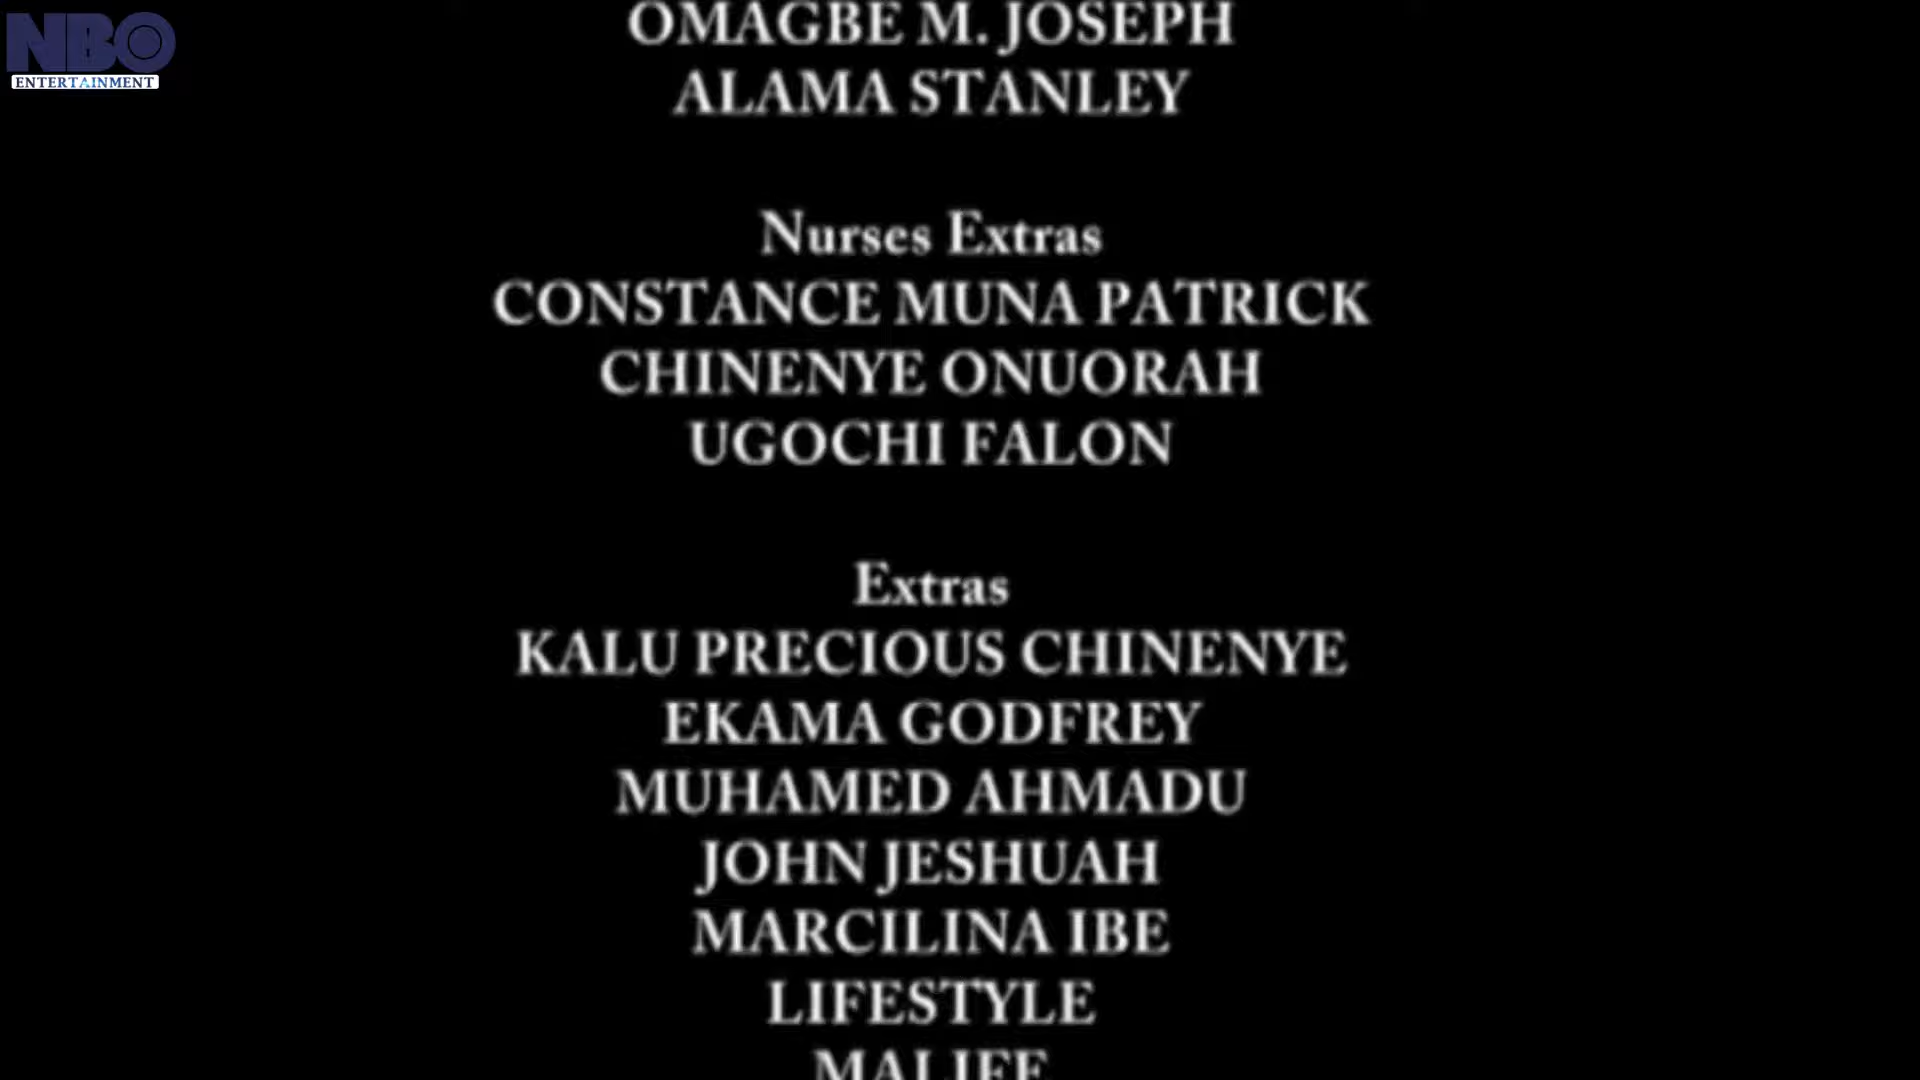 NBO
ENTERTAINMENT
OMAGBE M. JOSEPH
ALAMA STANLEY
Nurses Extras
CONSTANCE MUNA PATRICK
CHINENYE ONUORAH
UGOCHI FALON
Extras
KALU PRECIOUS CHINENYE
EKAMA GODFREY
MUHAMED AHMADU
JOHN JESHUAH
MARCILINA IBE
LIFESTYLE